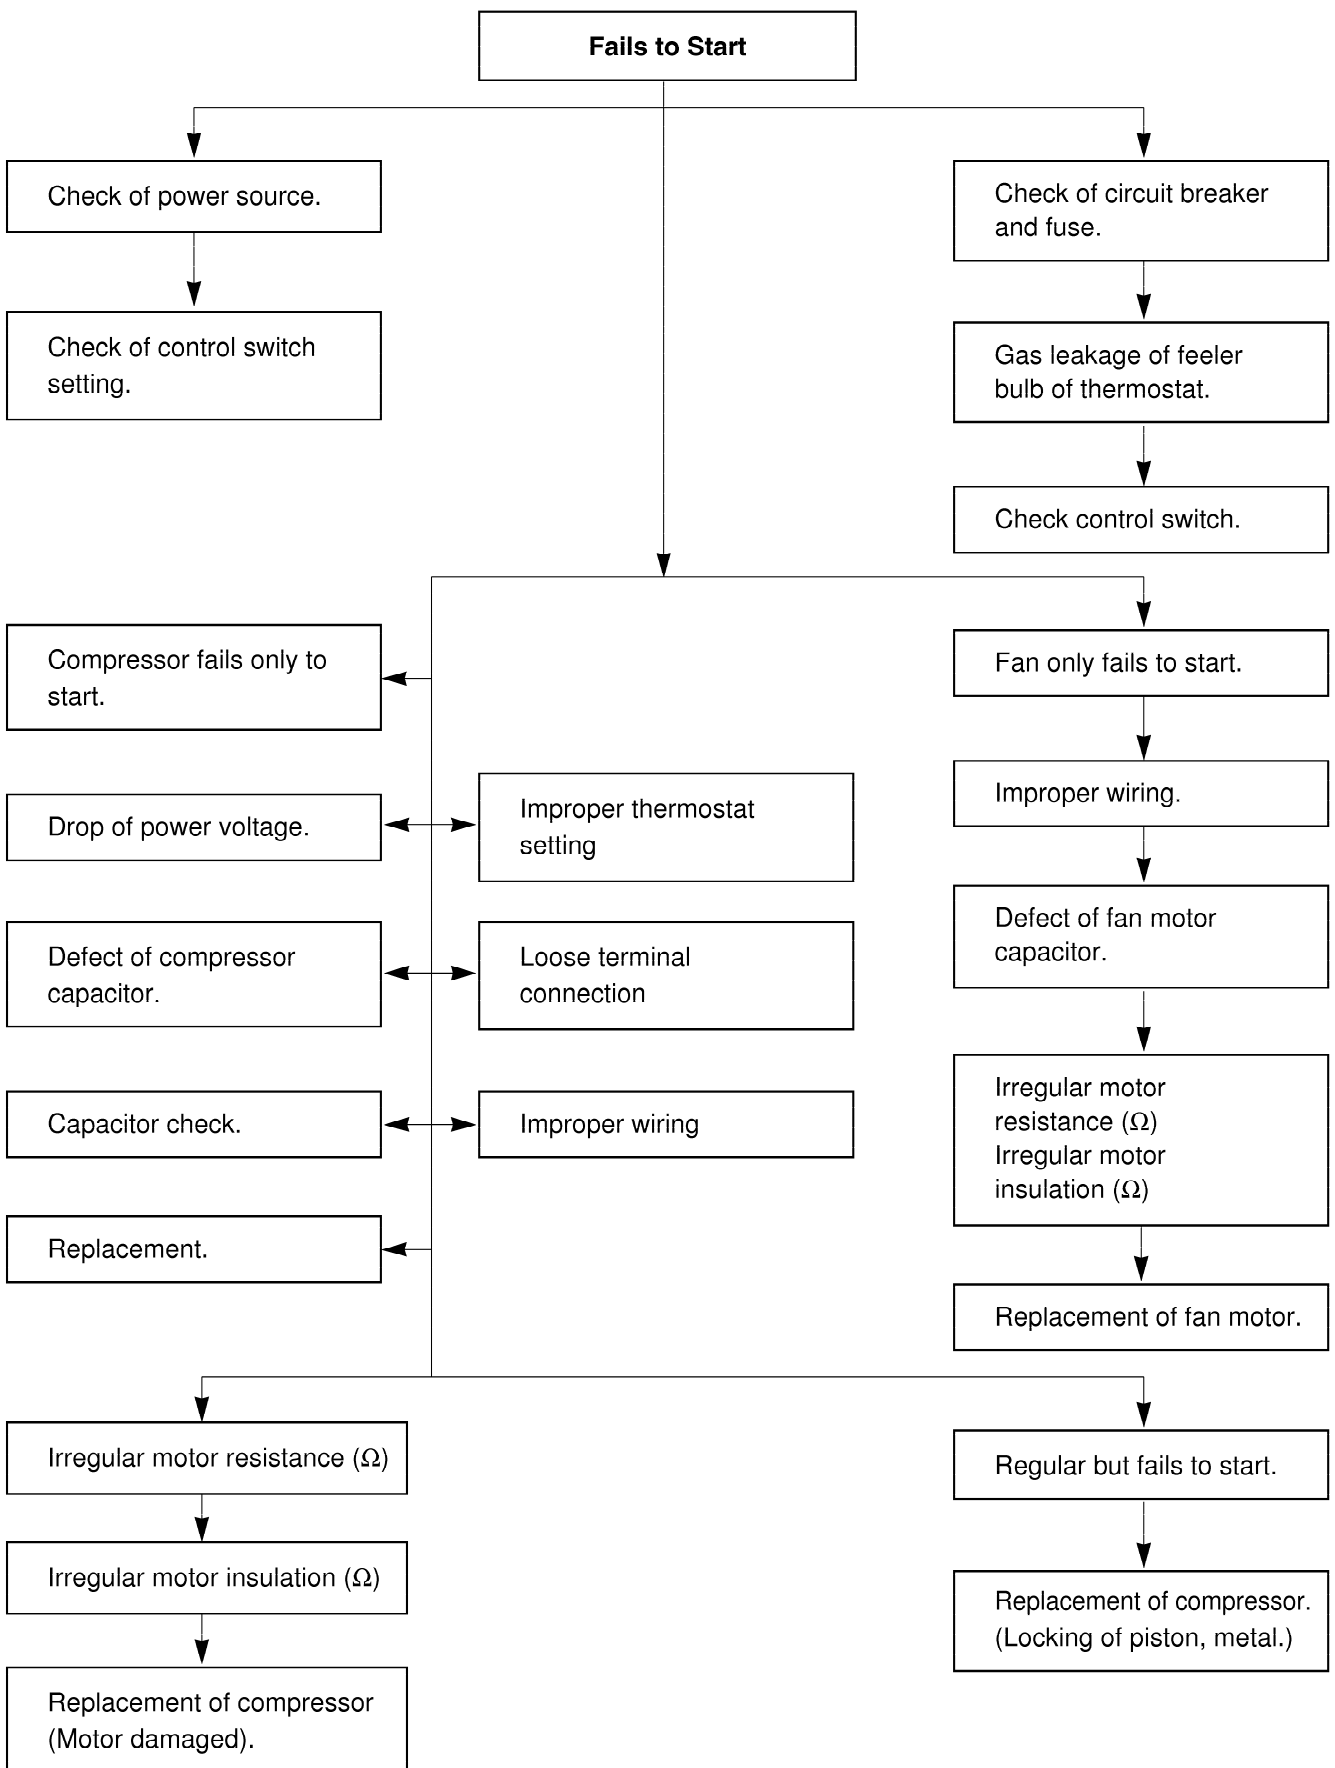 Fails to Start
Check of power source.
Check of control switch
setting.
Check of circuit breaker
and fuse.
Gas leakage of feeler
bulb of thermostat.
Check control switch.
Compressor fails only to
start.
Drop of power voltage.
Improper thermostat
setting
Defect of compressor
capacitor.
Loose terminal
connection
Capacitor check.
Improper wiring
Replacement.
Fan only fails to start.
Improper wiring.
Defect of fan motor
capacitor.
Irregular motor
resistance (Ω)
Irregular motor
insulation (Ω)
Replacement of fan motor.
Irregular motor resistance (Ω)
Irregular motor insulation (Ω)
Replacement of compressor
(Motor damaged).
Regular but fails to start.
Replacement of compressor.
(Locking of piston, metal.)